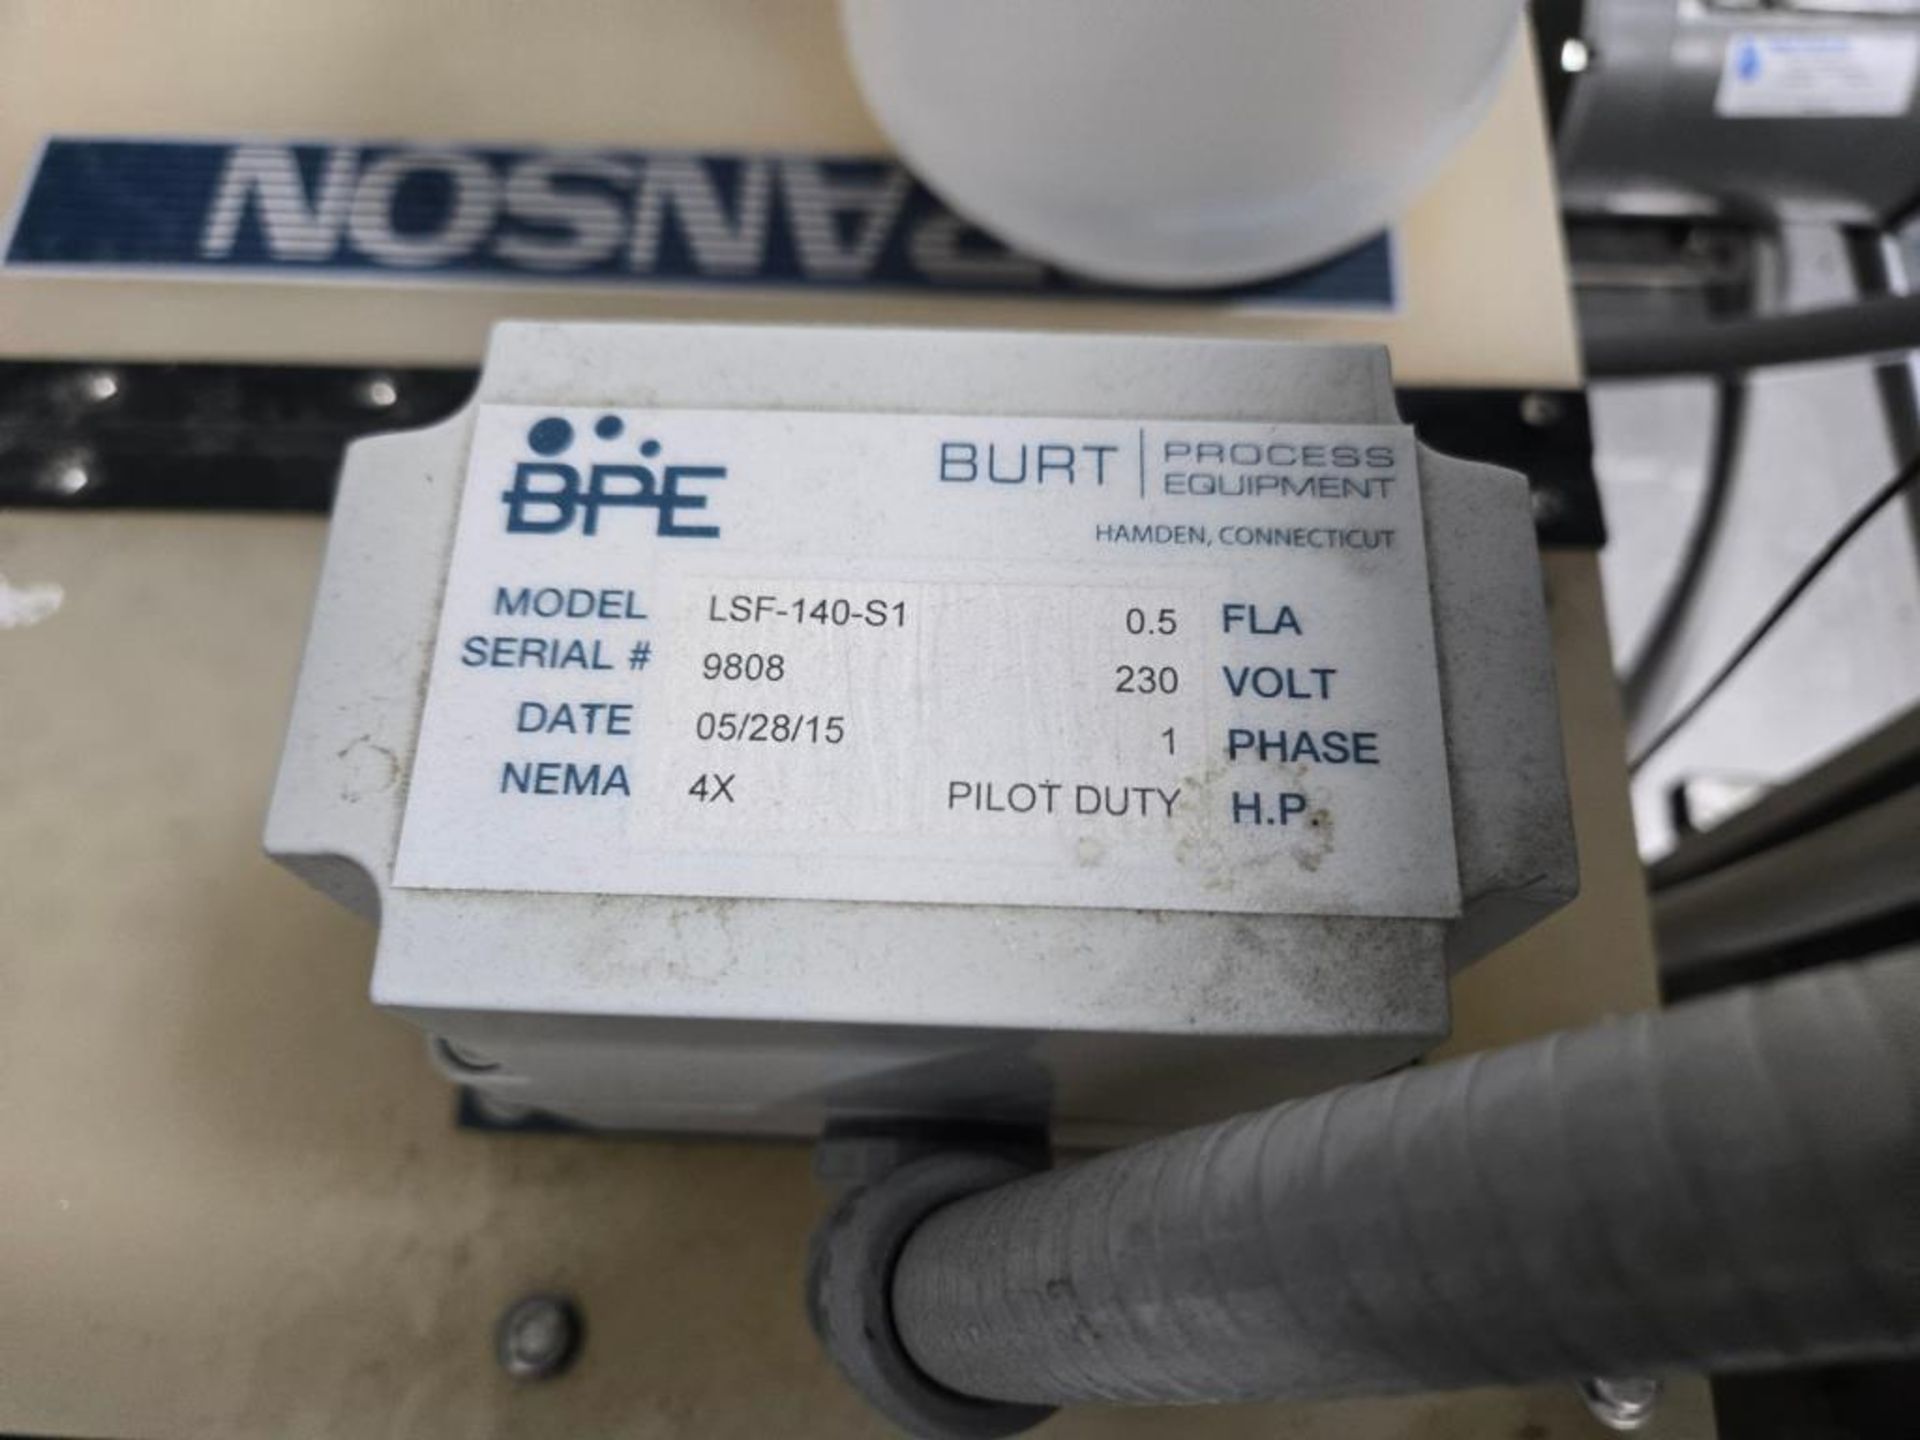 RANSON
BPE
BURT PROCESS EQUIPMENT
HAMDEN, CONNECTICUT
MODEL LSF-140-S1 0.5 FLA
SERIAL # 9808 230 VOLT
DATE 05/28/15 1 PHASE
NEMA 4X PILOT DUTY H.P.